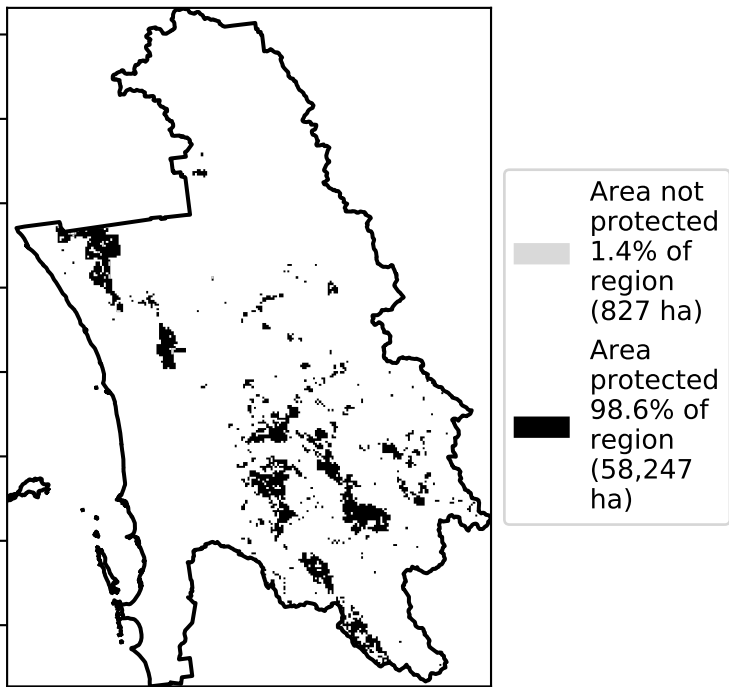 Area not
protected
1.4% of
region
(827 ha)
Area
protected
98.6% of
region
(58,247
ha)